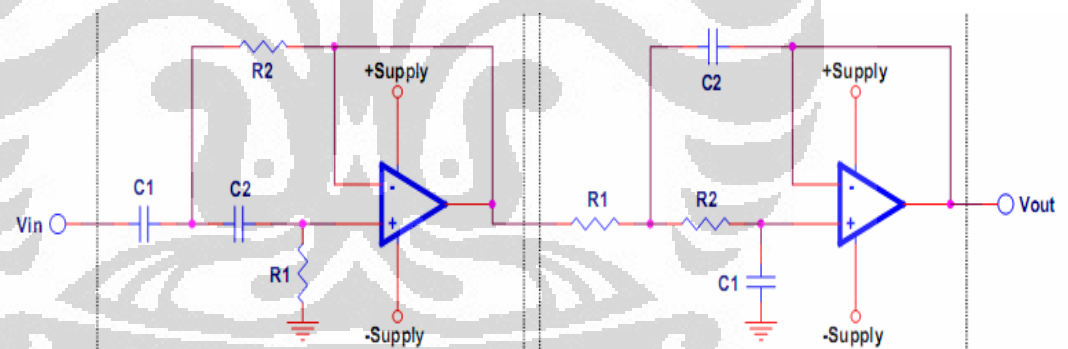 R2
+Supply
C2
+Supply
C1
C2
-
+
R1
R2
-
+
Vin
Vout
R1
C1
-Supply
-Supply